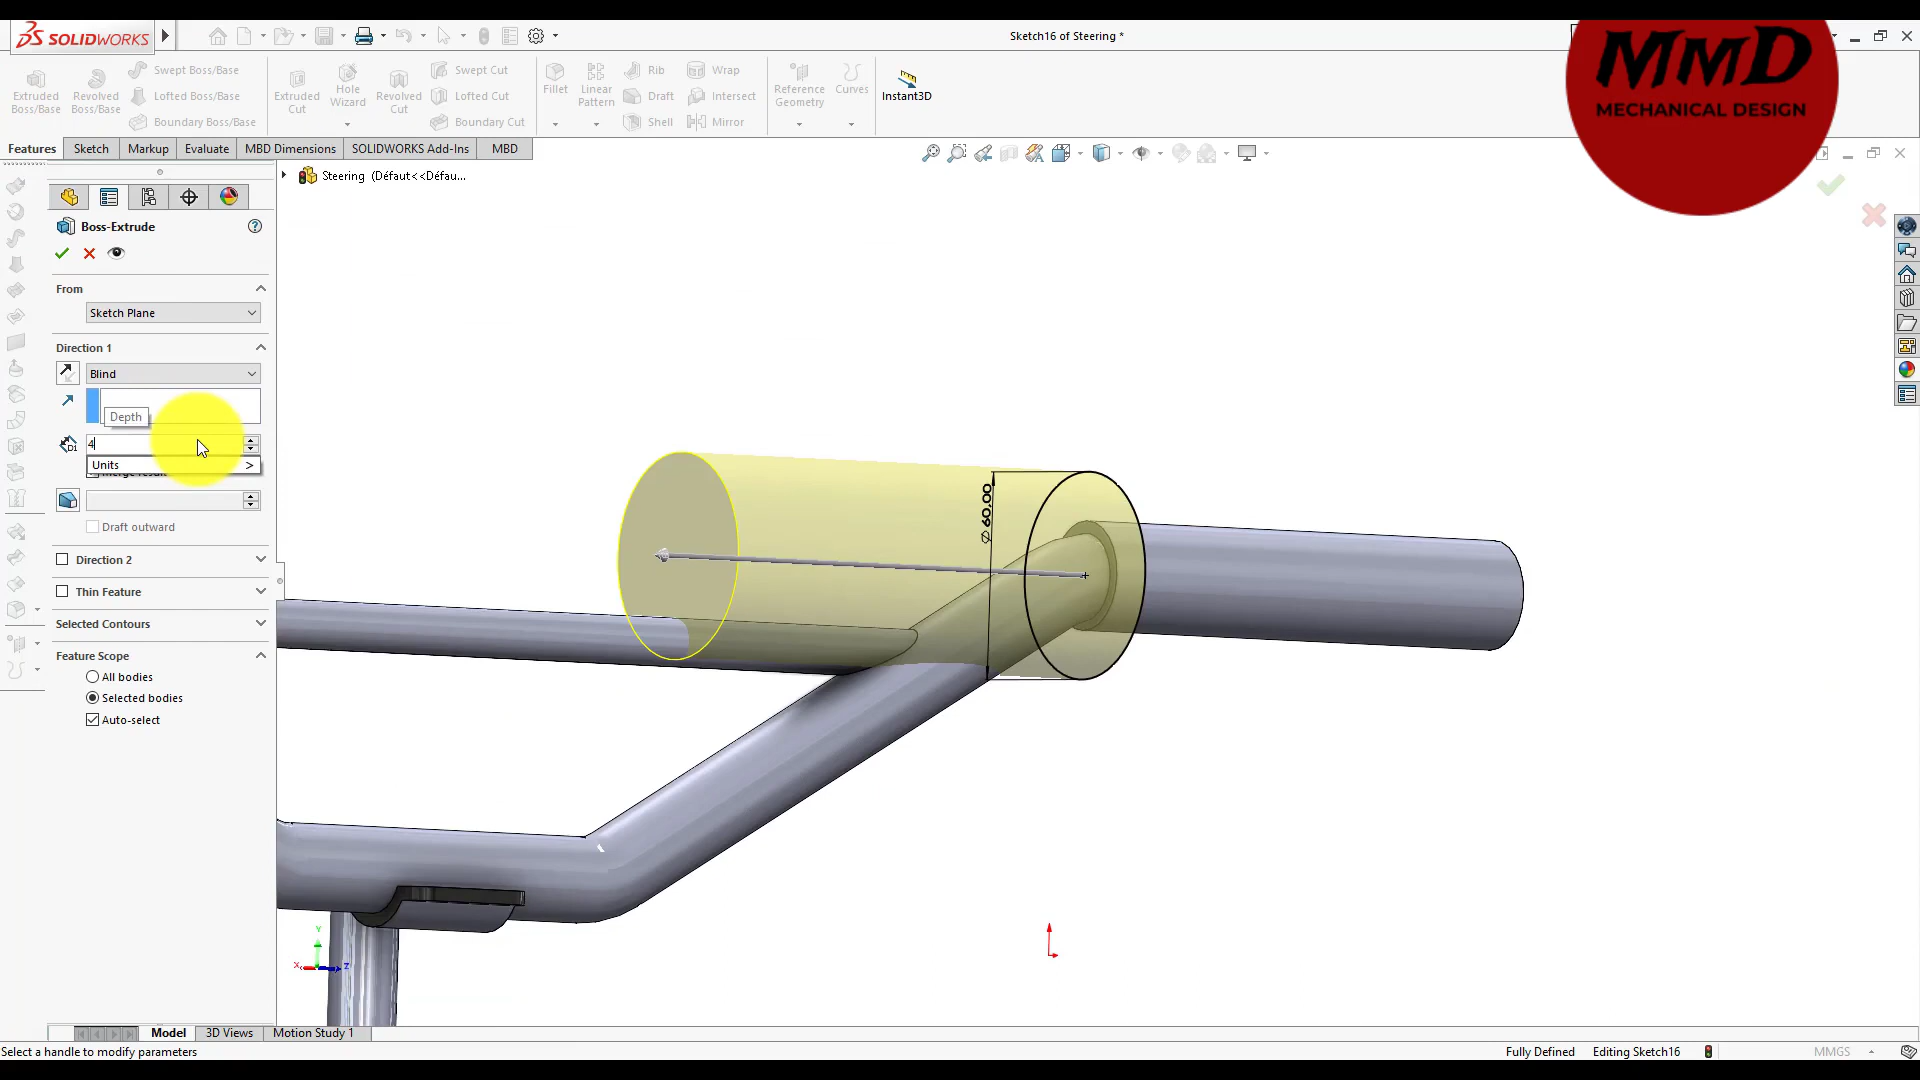 SOLIDWORKS
Sketch16 of Steering *
MMD
MECHANICAL DESIGN
Extruded Boss/Base
Revolved Boss/Base
Swept Boss/Base
Lofted Boss/Base
Boundary Boss/Base
Extruded Cut
Hole Wizard
Revolved Cut
Swept Cut
Lofted Cut
Boundary Cut
Fillet
Linear Pattern
Rib
Draft
Shell
Wrap
Intersect
Mirror
Reference Geometry
Curves
Instant3D
Features
Sketch
Markup
Evaluate
MBD Dimensions
SOLIDWORKS Add-Ins
MBD
Steering (Défaut<<Défau...
Boss-Extrude
From
Sketch Plane
Direction 1
Blind
Depth
4
D1
Units >
Merge result
Draft outward
Direction 2
Thin Feature
Selected Contours
Feature Scope
All bodies
Selected bodies
Auto-select
∅ 60,00
Y
X
Z
Model
3D Views
Motion Study 1
Select a handle to modify parameters
Fully Defined
Editing Sketch16
MMGS